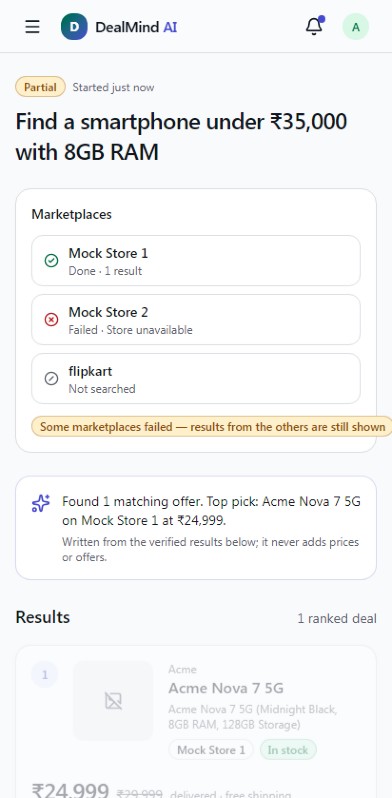 D DealMind AI A
Partial Started just now
Find a smartphone under ₹35,000
with 8GB RAM
Marketplaces
Mock Store 1
Done · 1 result
Mock Store 2
Failed · Store unavailable
flipkart
Not searched
Some marketplaces failed — results from the others are still shown
Found 1 matching offer. Top pick: Acme Nova 7 5G
on Mock Store 1 at ₹24,999.
Written from the verified results below; it never adds prices
or offers.
Results 1 ranked deal
1 Acme
Acme Nova 7 5G
Acme Nova 7 5G (Midnight Black,
8GB RAM, 128GB Storage)
Mock Store 1 In stock
₹24,999 ₹29,999 delivered · free shipping